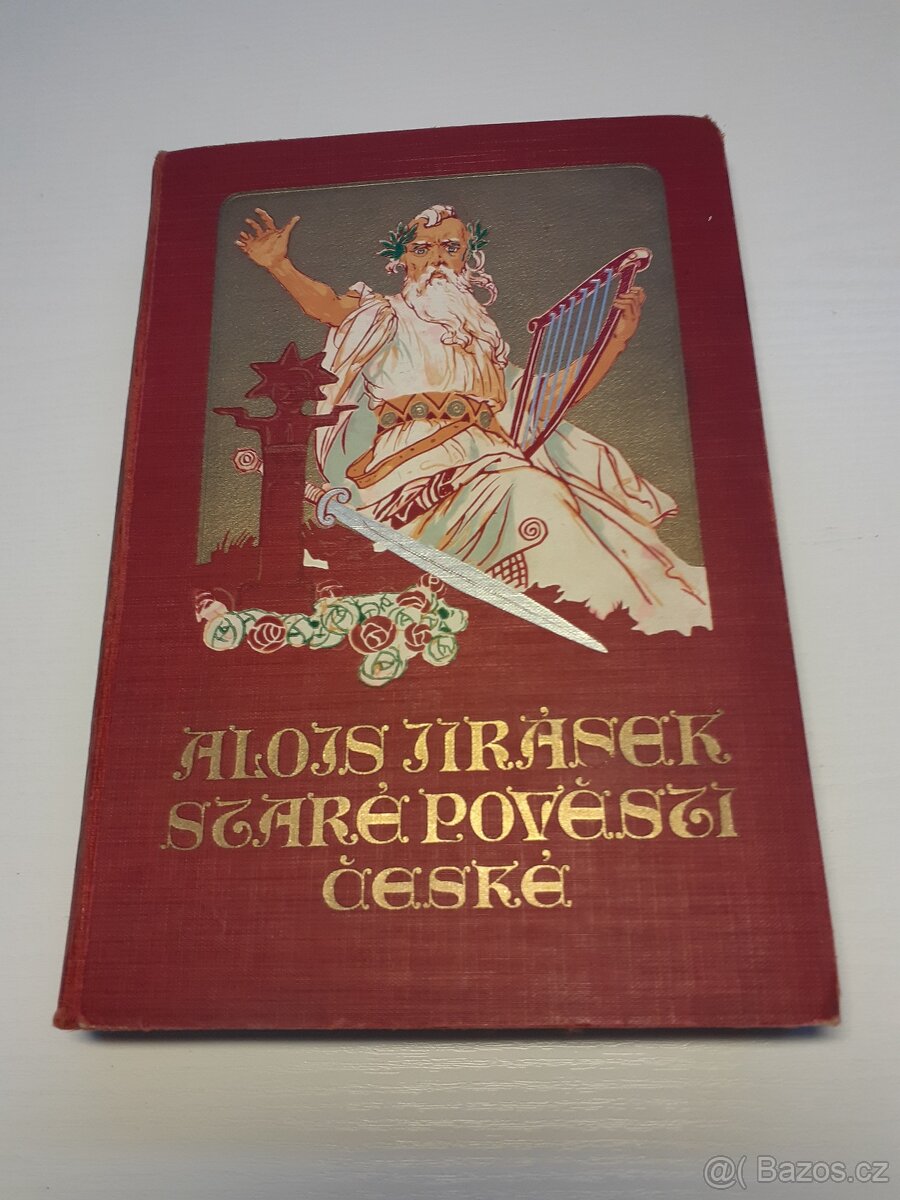 ALOIS JIRÁSEK
STARÉ POVĚSTI
ČESKÉ
@( Bazos.cz